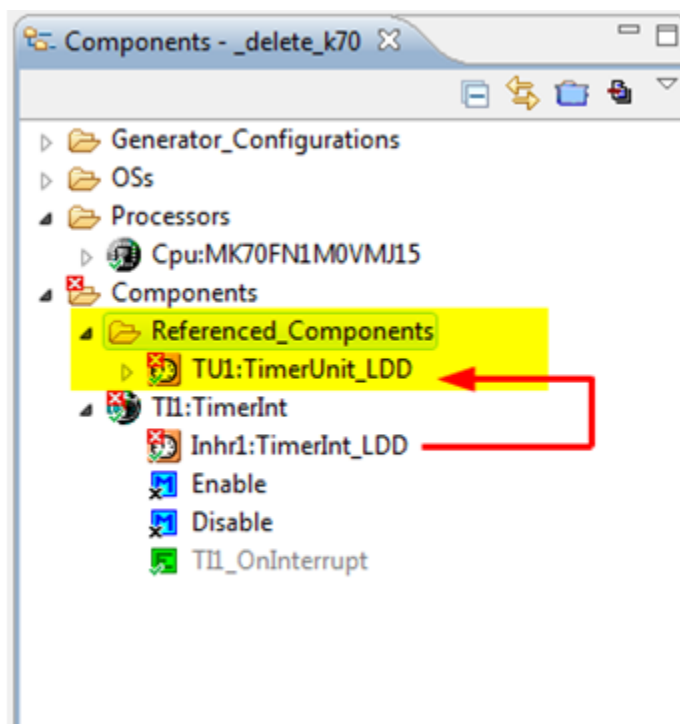 Components - _delete_k70
Generator_Configurations
OSs
Processors
Cpu:MK70FN1M0VMJ15
Components
Referenced_Components
TU1:TimerUnit_LDD
TI1:TimerInt
Inhr1:TimerInt_LDD
Enable
Disable
TI1_OnInterrupt